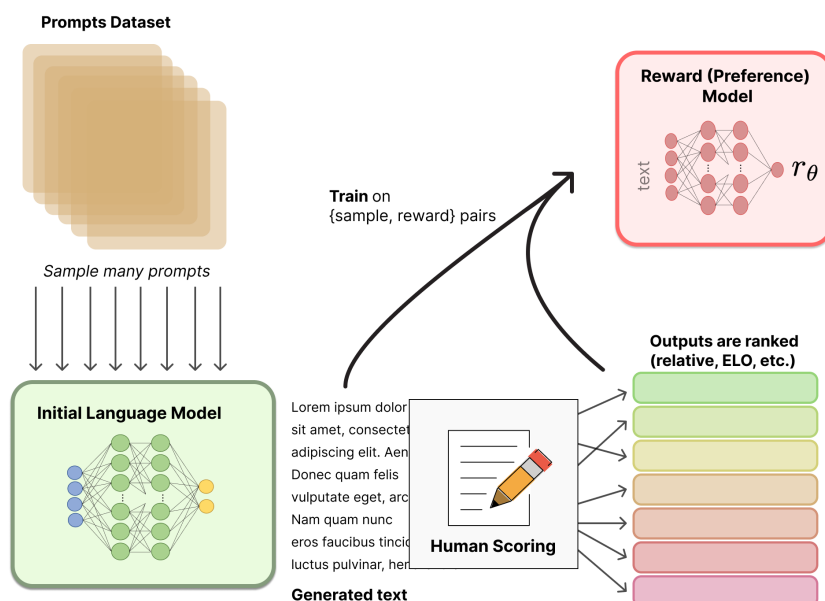 Prompts Dataset
Sample many prompts
Initial Language Model
Train on
{sample, reward} pairs
Reward (Preference)
Model
text
rθ
Outputs are ranked
(relative, ELO, etc.)
Lorem ipsum dolor
sit amet, consectet
adipiscing elit. Aen
Donec quam felis
vulputate eget, arc
Nam quam nunc
eros faucibus tincid
luctus pulvinar, her
Generated text
Human Scoring